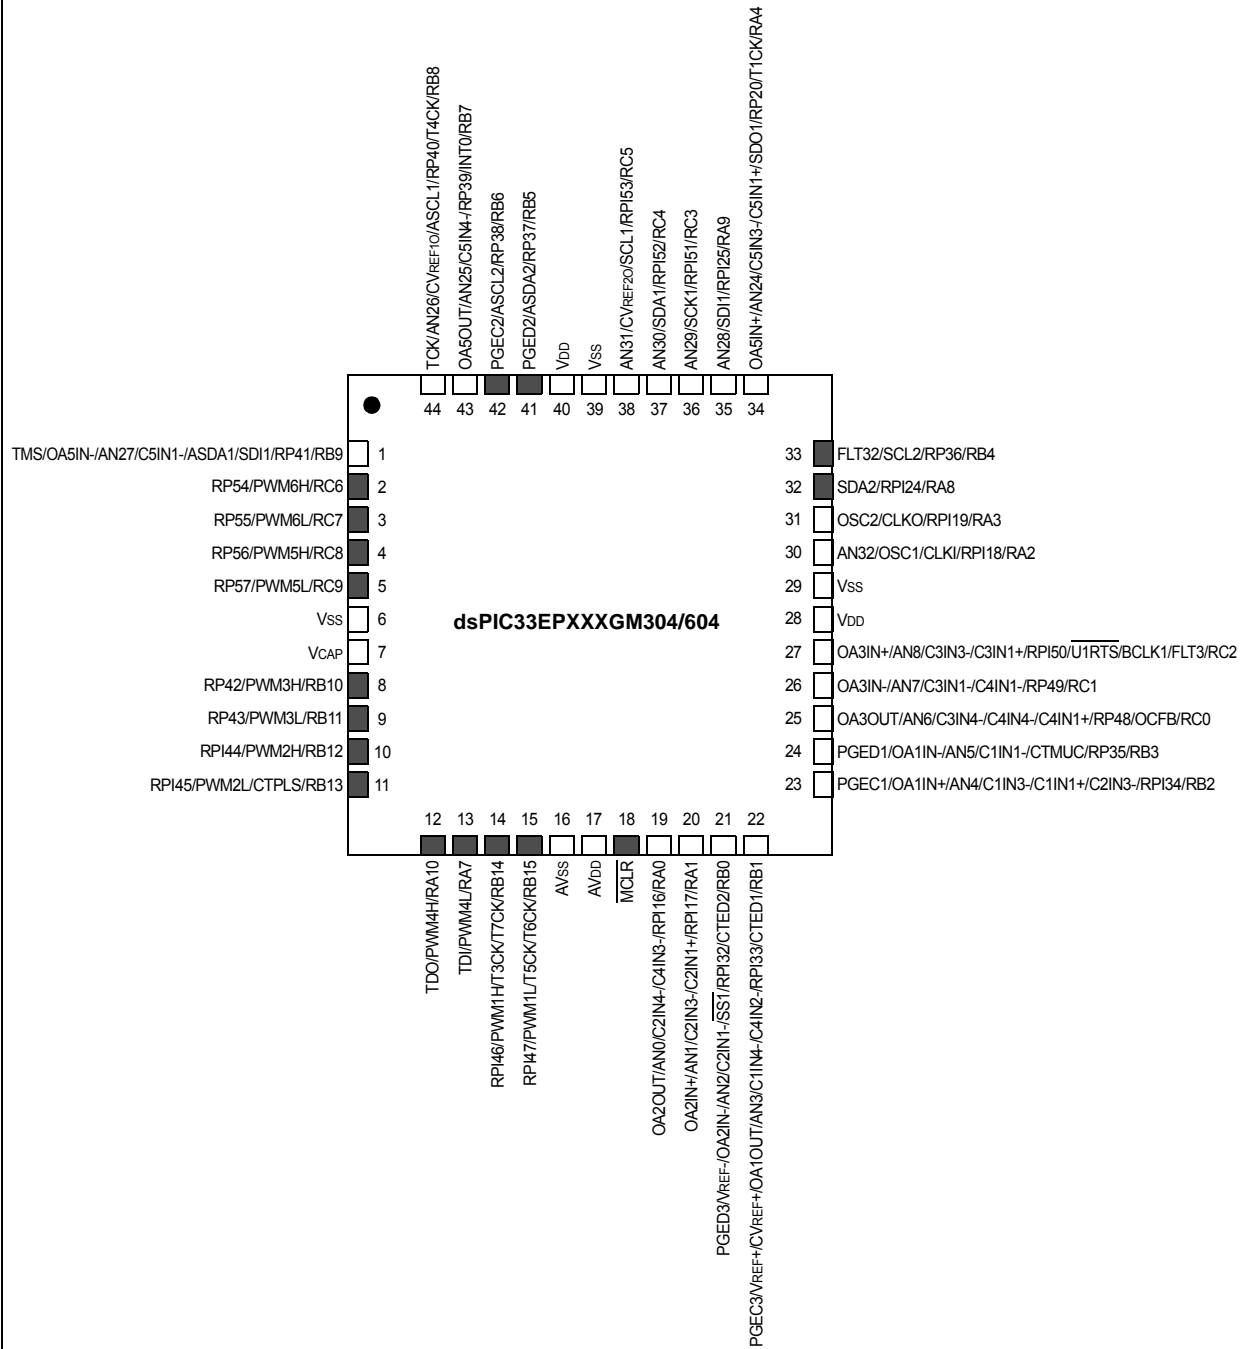 TCK/AN26/CVREF1O/ASCL1/RP40/T4CK/RB8
OA5OUT/AN25/C5IN4-/RP39/INT0/RB7
PGEC2/ASCL2/RP38/RB6
PGED2/ASDA2/RP37/RB5
VDD
VSS
AN31/CVREF2O/SCL1/RPI53/RC5
AN30/SDA1/RPI52/RC4
AN29/SCK1/RPI51/RC3
AN28/SDI1/RPI25/RA9
OA5IN+/AN24/C5IN3-/C5IN1+/SDO1/RP20/T1CK/RA4
44 43 42 41 40 39 38 37 36 35 34
TMS/OA5IN-/AN27/C5IN1-/ASDA1/SDI1/RP41/RB9 1
RP54/PWM6H/RC6 2
RP55/PWM6L/RC7 3
RP56/PWM5H/RC8 4
RP57/PWM5L/RC9 5
VSS 6
VCAP 7
RP42/PWM3H/RB10 8
RP43/PWM3L/RB11 9
RPI44/PWM2H/RB12 10
RPI45/PWM2L/CTPLS/RB13 11
dsPIC33EPXXXGM304/604
33 FLT32/SCL2/RP36/RB4
32 SDA2/RPI24/RA8
31 OSC2/CLKO/RPI19/RA3
30 AN32/OSC1/CLKI/RPI18/RA2
29 VSS
28 VDD
27 OA3IN+/AN8/C3IN3-/C3IN1+/RPI50/U1RTS/BCLK1/FLT3/RC2
26 OA3IN-/AN7/C3IN1-/C4IN1-/RP49/RC1
25 OA3OUT/AN6/C3IN4-/C4IN4-/C4IN1+/RP48/OCFB/RC0
24 PGED1/OA1IN-/AN5/C1IN1-/CTMUC/RP35/RB3
23 PGEC1/OA1IN+/AN4/C1IN3-/C1IN1+/C2IN3-/RPI34/RB2
12 13 14 15 16 17 18 19 20 21 22
TDO/PWM4H/RA10
TDI/PWM4L/RA7
RPI46/PWM1H/T3CK/T7CK/RB14
RPI47/PWM1L/T5CK/T6CK/RB15
AVSS
AVDD
MCLR
OA2OUT/AN0/C2IN4-/C4IN3-/RPI16/RA0
OA2IN+/AN1/C2IN3-/C2IN1+/RPI17/RA1
PGED3/VREF-/OA2IN-/AN2/C2IN1-/SS1/RPI32/CTED2/RB0
PGEC3/VREF+/CVREF+/OA1OUT/AN3/C1IN4-/C4IN2-/RPI33/CTED1/RB1